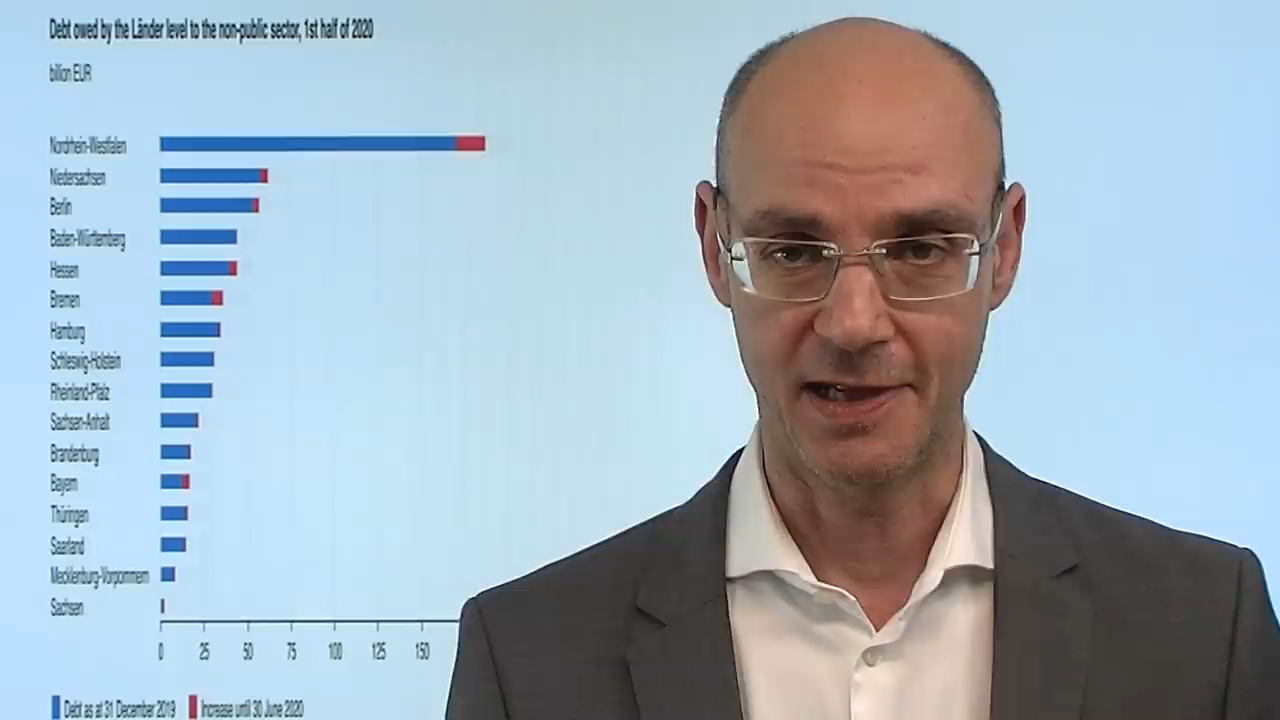 Debt owed by the Länder level to the non-public sector, 1st half of 2020
billion EUR
Nordrhein-Westfalen
Niedersachsen
Berlin
Baden-Württemberg
Hessen
Bremen
Hamburg
Schleswig-Holstein
Rheinland-Pfalz
Sachsen-Anhalt
Brandenburg
Bayern
Thüringen
Saarland
Mecklenburg-Vorpommern
Sachsen
0 25 50 75 100 125 150
Debt as at 31 December 2019 Increase until 30 June 2020